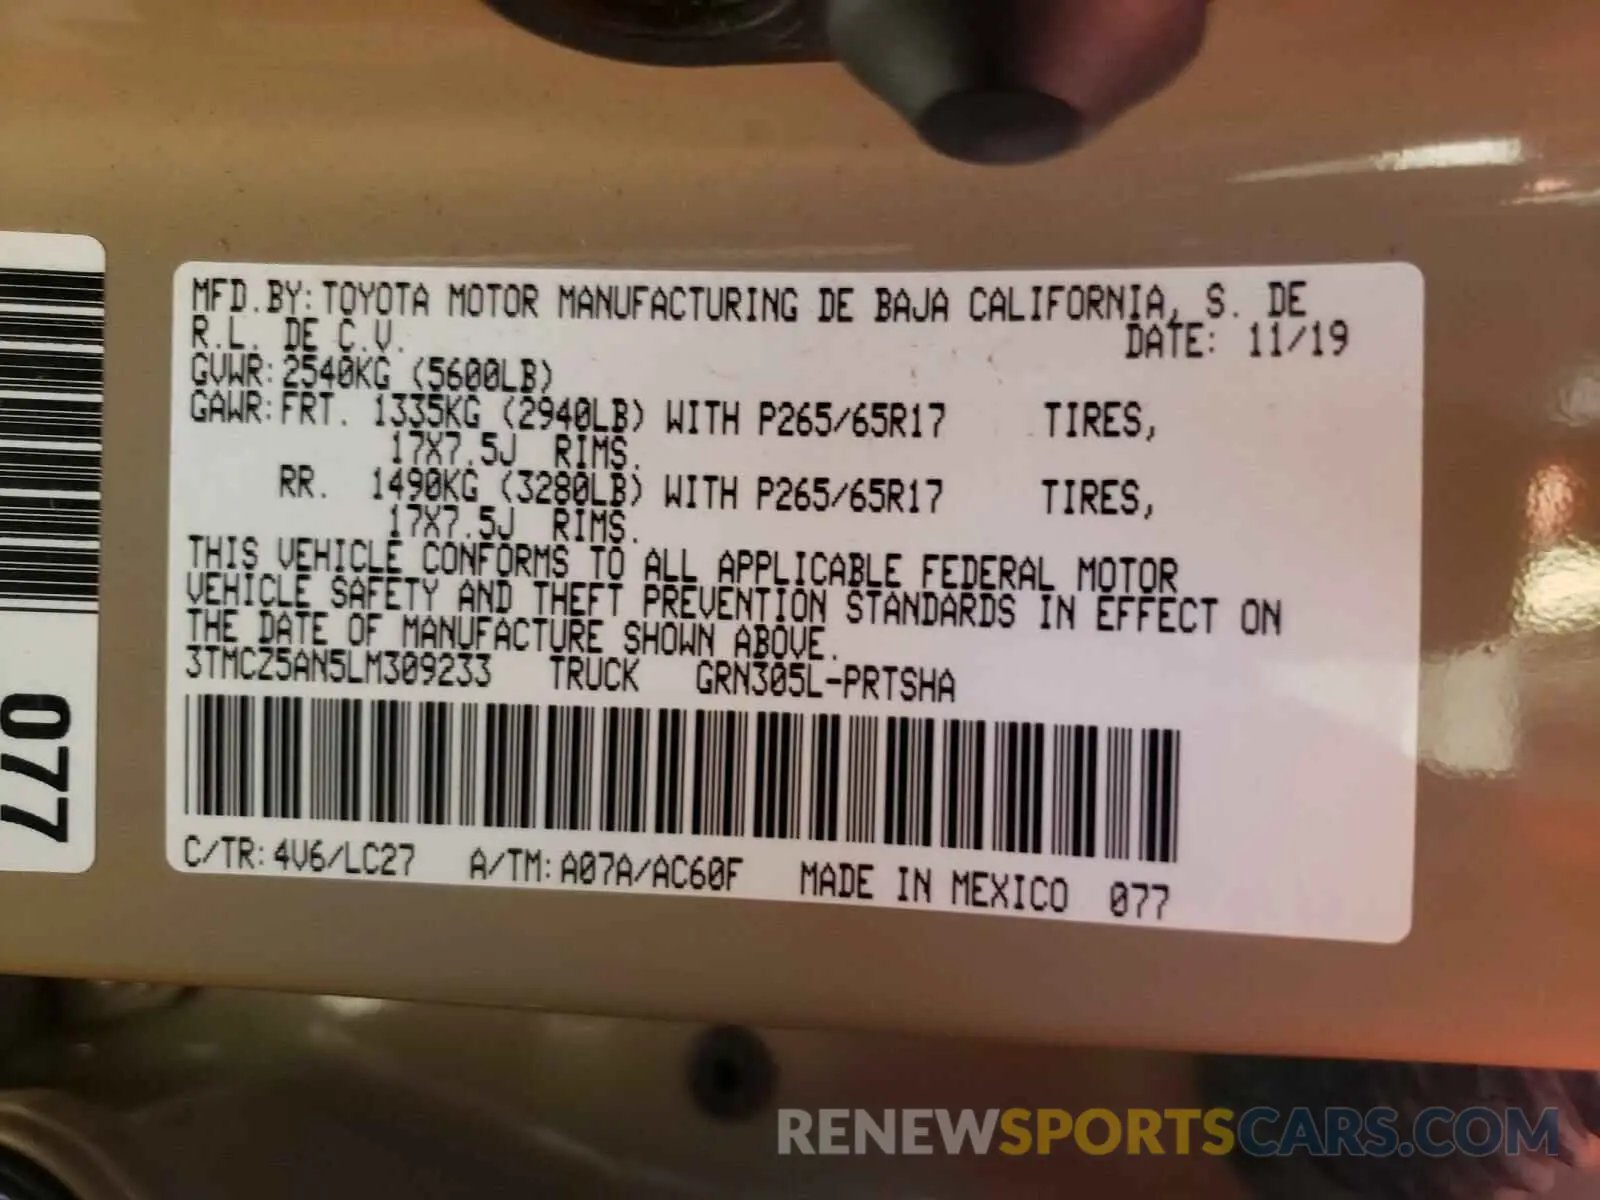 MFD.BY: TOYOTA MOTOR MANUFACTURING DE BAJA CALIFORNIA, S. DE
R.L. DE C.V. DATE: 11/19
GVWR: 2540KG (5600LB)
GAWR: FRT. 1335KG (2940LB) WITH P265/65R17 TIRES,
17X7.5J RIMS.
RR. 1490KG (3280LB) WITH P265/65R17 TIRES,
17X7.5J RIMS.
THIS VEHICLE CONFORMS TO ALL APPLICABLE FEDERAL MOTOR
VEHICLE SAFETY AND THEFT PREVENTION STANDARDS IN EFFECT ON
THE DATE OF MANUFACTURE SHOWN ABOVE.
3TMCZ5AN5LM309233 TRUCK GRN305L-PRTSHA
C/TR: 4V6/LC27 A/TM: A07A/AC60F MADE IN MEXICO 077
077
RENEWSPORTSCARS.COM